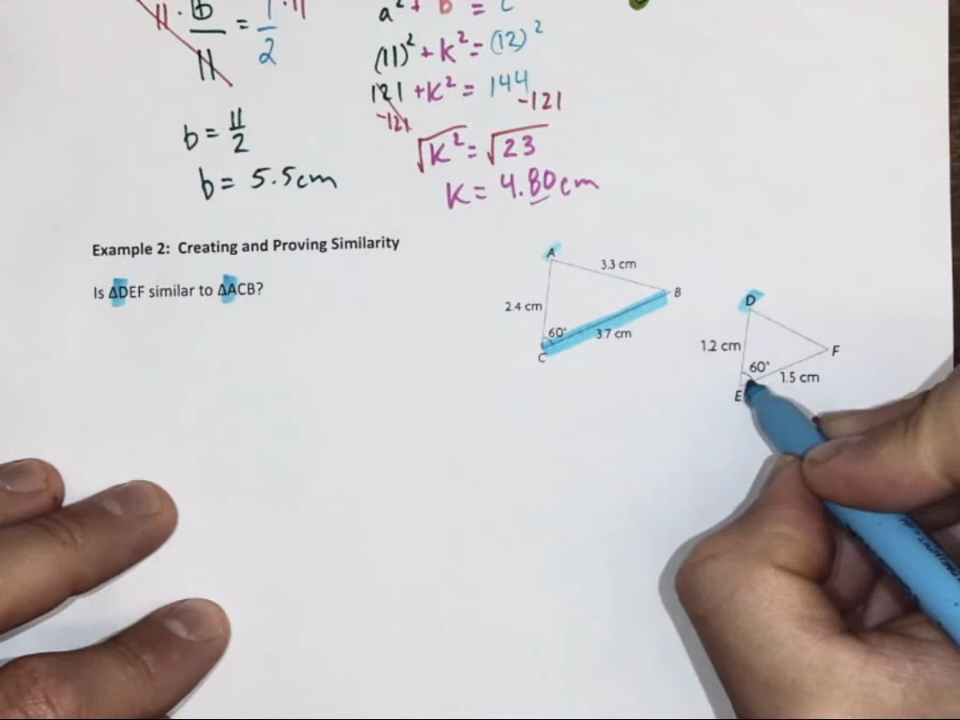 11 · b/11 = 1/2 · 11
b = 11/2
b = 5.5cm
a² + b = c
(11)² + k² = (12)²
121 + k² = 144
-121 -121
√k² = √23
k = 4.80cm
Example 2: Creating and Proving Similarity
Is ΔDEF similar to ΔACB?
A
3.3 cm
B
2.4 cm
60°
3.7 cm
C
D
1.2 cm
F
60°
1.5 cm
E